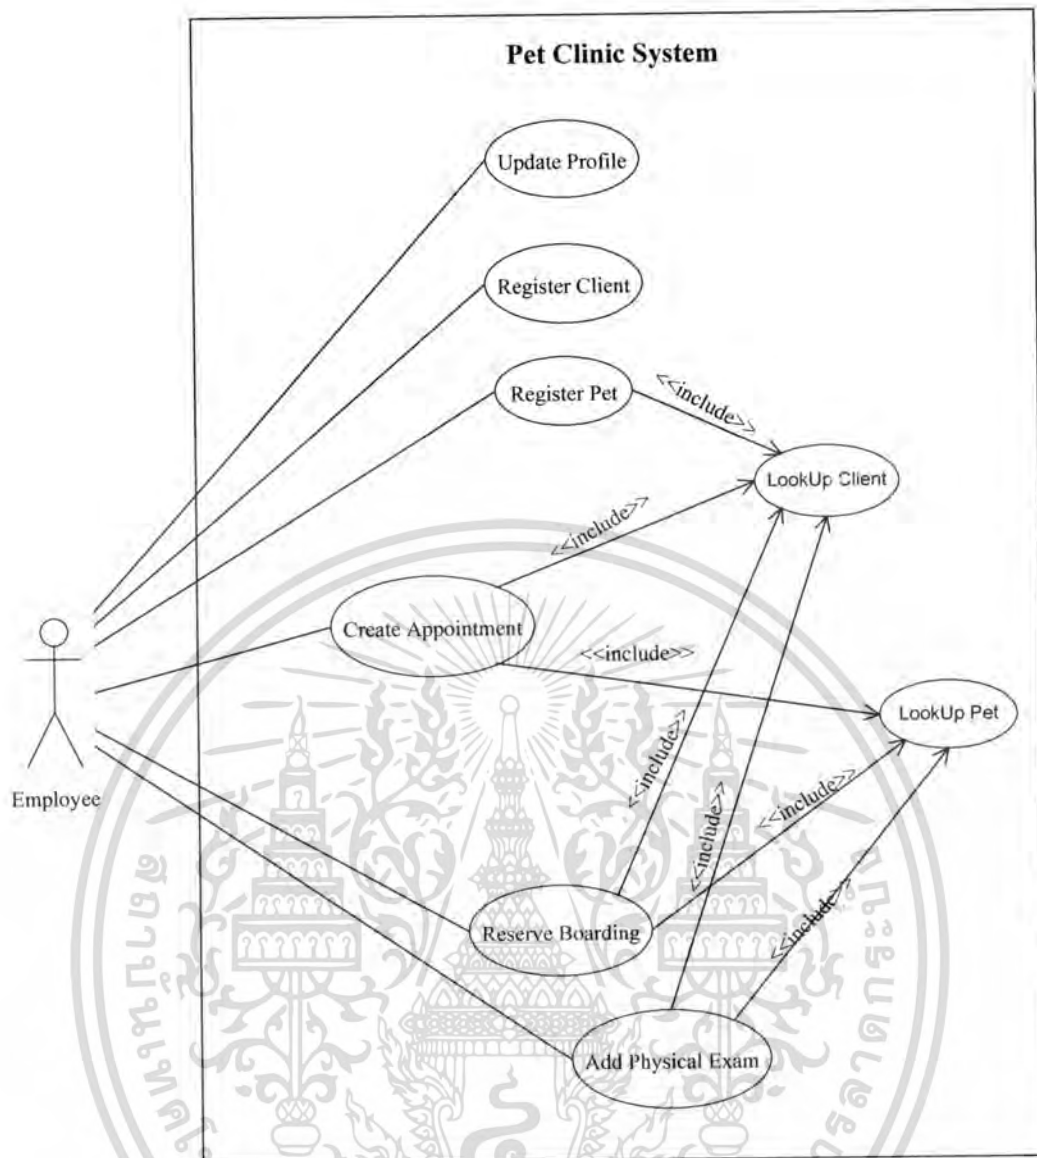 Pet Clinic System
Update Profile
Register Client
Register Pet
<<include>>
LookUp Client
<<include>>
Create Appointment
<<include>>
LookUp Pet
Employee
<<include>>
<<include>>
<<include>>
<<include>>
Reserve Boarding
Add Physical Exam